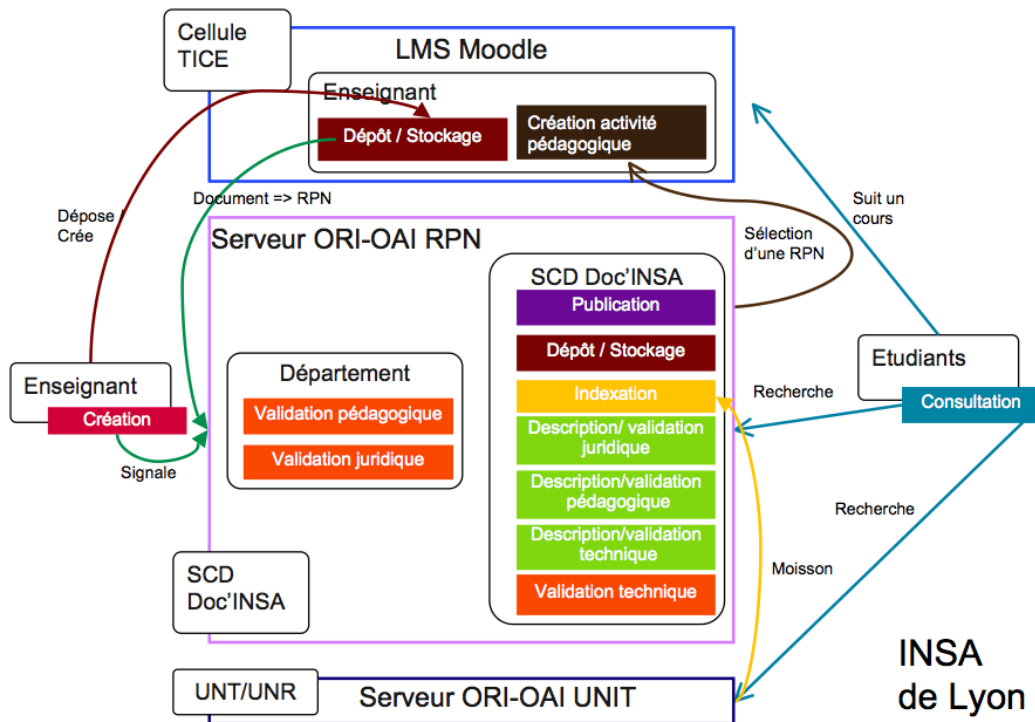 Cellule
TICE
LMS Moodle
Enseignant
Dépôt / Stockage
Création activité
pédagogique
Document => RPN
Dépose /
Crée
Suit un
cours
Sélection
d'une RPN
Serveur ORI-OAI RPN
SCD Doc'INSA
Publication
Dépôt / Stockage
Indexation
Description/ validation
juridique
Description/validation
pédagogique
Description/validation
technique
Validation technique
Département
Validation pédagogique
Validation juridique
Enseignant
Création
Signale
Etudiants
Consultation
Recherche
Recherche
Moisson
SCD
Doc'INSA
UNT/UNR
Serveur ORI-OAI UNIT
INSA
de Lyon